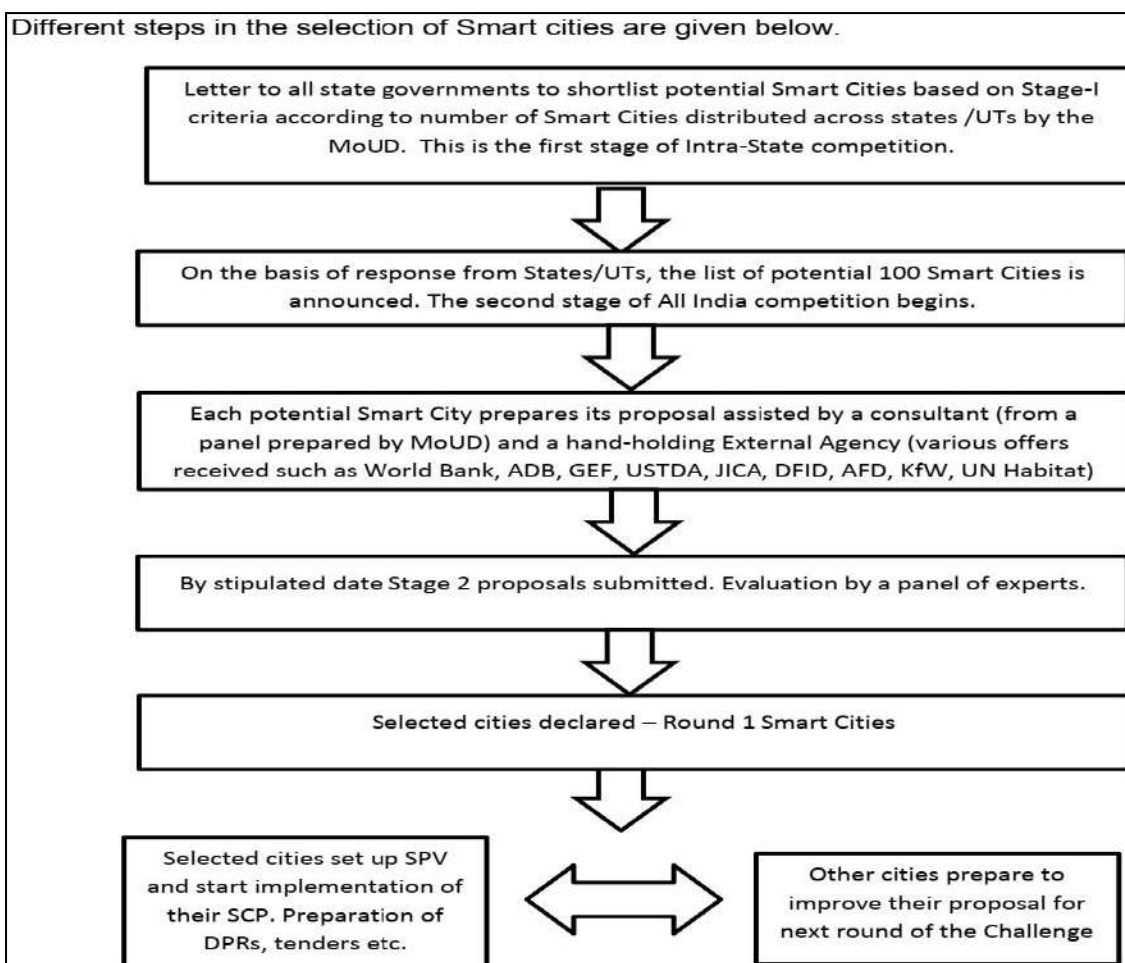 Different steps in the selection of Smart cities are given below.
Letter to all state governments to shortlist potential Smart Cities based on Stage-I
criteria according to number of Smart Cities distributed across states /UTs by the
MoUD. This is the first stage of Intra-State competition.
On the basis of response from States/UTs, the list of potential 100 Smart Cities is
announced. The second stage of All India competition begins.
Each potential Smart City prepares its proposal assisted by a consultant (from a
panel prepared by MoUD) and a hand-holding External Agency (various offers
received such as World Bank, ADB, GEF, USTDA, JICA, DFID, AFD, KfW, UN Habitat)
By stipulated date Stage 2 proposals submitted. Evaluation by a panel of experts.
Selected cities declared – Round 1 Smart Cities
Selected cities set up SPV
and start implementation of
their SCP. Preparation of
DPRs, tenders etc.
Other cities prepare to
improve their proposal for
next round of the Challenge